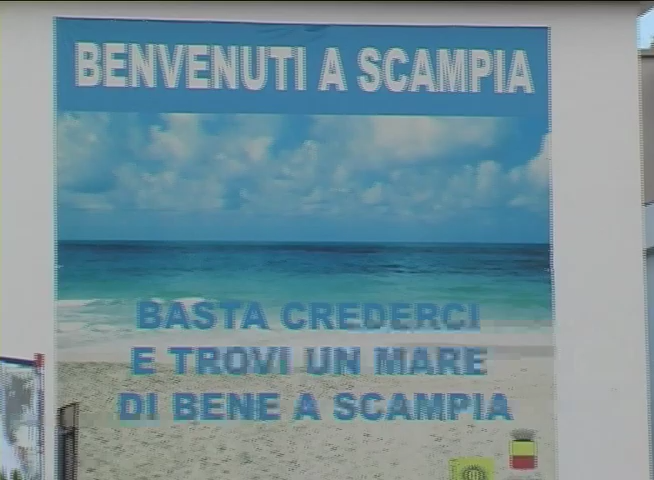 BENVENUTI A SCAMPIA
BASTA CREDERCI
E TROVI UN MARE
DI BENE A SCAMPIA